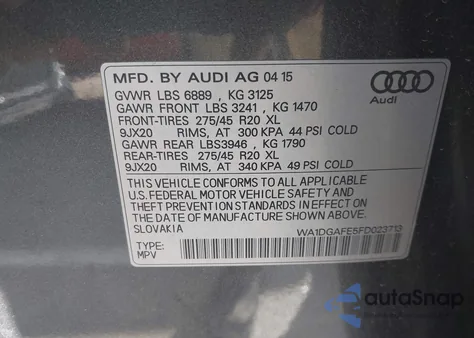 MFD. BY AUDI AG 04 15
GVWR LBS 6889 , KG 3125
GAWR FRONT LBS 3241 , KG 1470
FRONT-TIRES 275/45 R20 XL
9JX20 RIMS, AT 300 KPA 44 PSI COLD
GAWR REAR LBS3946 , KG 1790
REAR-TIRES 275/45 R20 XL
9JX20 RIMS, AT 340 KPA 49 PSI COLD
THIS VEHICLE CONFORMS TO ALL APPLICABLE
U.S. FEDERAL MOTOR VEHICLE SAFETY AND
THEFT PREVENTION STANDARDS IN EFFECT ON
THE DATE OF MANUFACTURE SHOWN ABOVE.
SLOVAKIA WA1DGAFE5FD023713
TYPE:
MPV
Audi
autoSnap